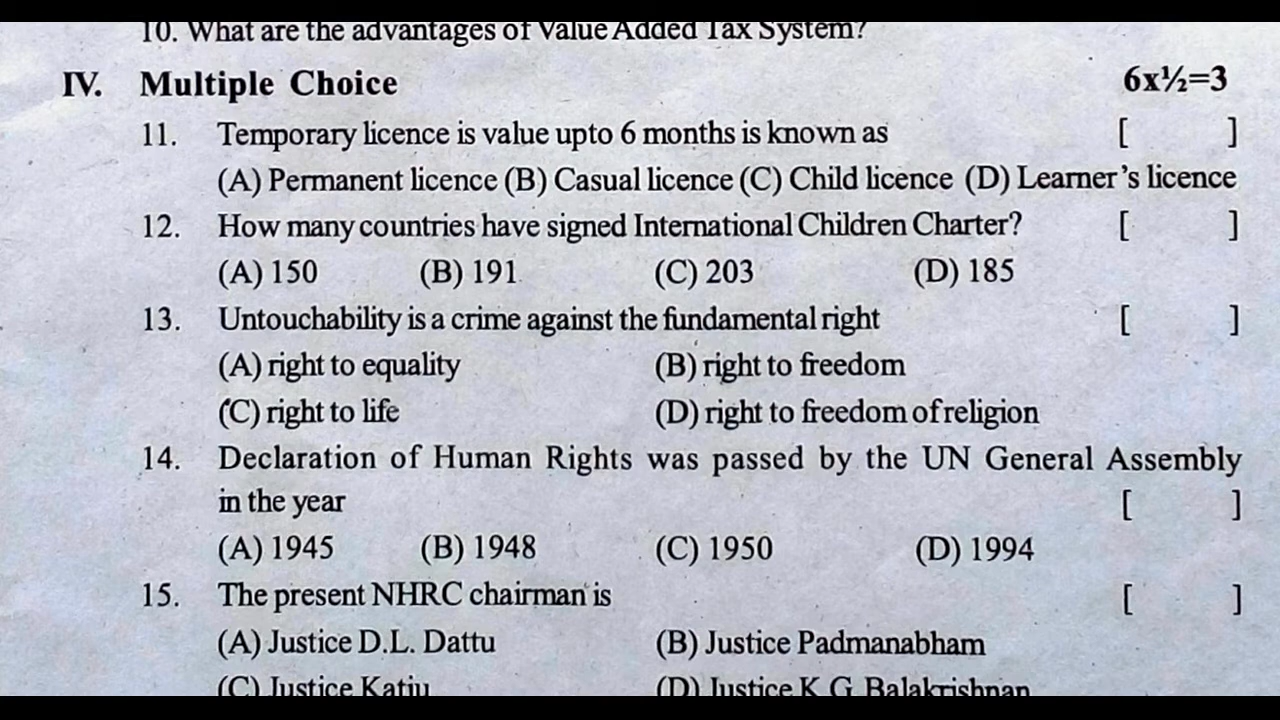 10. What are the advantages of Value Added Tax System?
IV. Multiple Choice 6x½=3
11. Temporary licence is value upto 6 months is known as [ ]
(A) Permanent licence (B) Casual licence (C) Child licence (D) Learner's licence
12. How many countries have signed International Children Charter? [ ]
(A) 150 (B) 191 (C) 203 (D) 185
13. Untouchability is a crime against the fundamental right [ ]
(A) right to equality (B) right to freedom
(C) right to life (D) right to freedom of religion
14. Declaration of Human Rights was passed by the UN General Assembly
in the year [ ]
(A) 1945 (B) 1948 (C) 1950 (D) 1994
15. The present NHRC chairman is [ ]
(A) Justice D.L. Dattu (B) Justice Padmanabham
(C) Justice Katju (D) Justice K G Balakrishnan